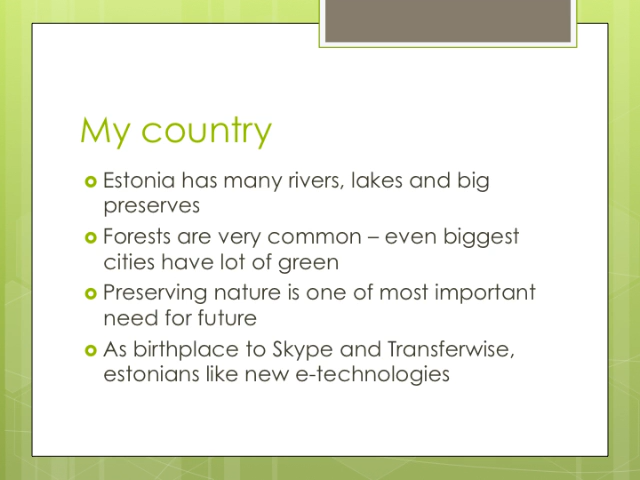 My country
Estonia has many rivers, lakes and big
preserves
Forests are very common – even biggest
cities have lot of green
Preserving nature is one of most important
need for future
As birthplace to Skype and Transferwise,
estonians like new e-technologies